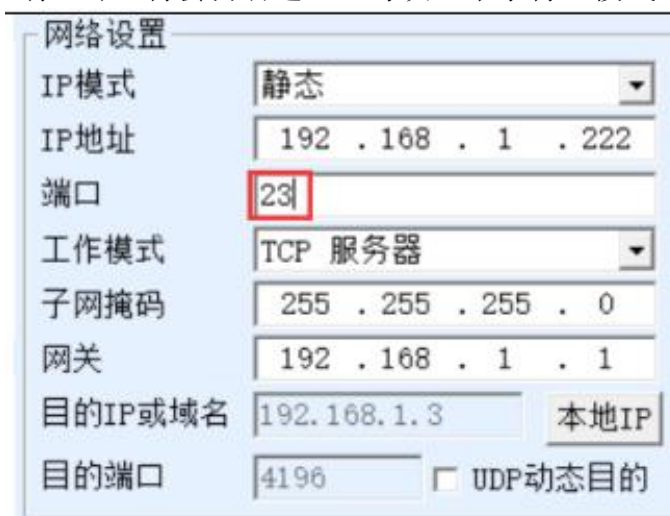 网络设置
IP模式 静态
IP地址 192 . 168 . 1 . 222
端口 23
工作模式 TCP 服务器
子网掩码 255 . 255 . 255 . 0
网关 192 . 168 . 1 . 1
目的IP或域名 192.168.1.3 本地IP
目的端口 4196 UDP动态目的